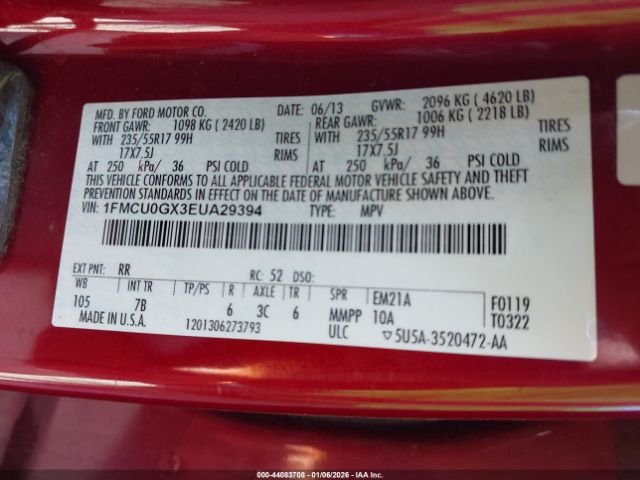 MFD. BY FORD MOTOR CO. DATE: 06/13 GVWR: 2096 KG ( 4620 LB)
FRONT GAWR: 1098 KG ( 2420 LB) REAR GAWR: 1006 KG ( 2218 LB)
WITH 235/55R17 99H TIRES WITH 235/55R17 99H TIRES
17X7.5J RIMS 17X7.5J RIMS
AT 250 kPa/ 36 PSI COLD AT 250 kPa/ 36 PSI COLD
THIS VEHICLE CONFORMS TO ALL APPLICABLE FEDERAL MOTOR VEHICLE SAFETY AND THEFT
PREVENTION STANDARDS IN EFFECT ON THE DATE OF MANUFACTURE SHOWN ABOVE.
VIN: 1FMCU0GX3EUA29394 TYPE: MPV
EXT PNT: RR RC: 52 DSO:
WB INT TR TP/PS R AXLE TR SPR EM21A F0119
105 7B 6 3C 6 MMPP 10A T0322
MADE IN U.S.A. 1201306273793 ULC ▽5U5A-3520472-AA
900 - 44083708 - 01/06/2026 - IAA Inc.